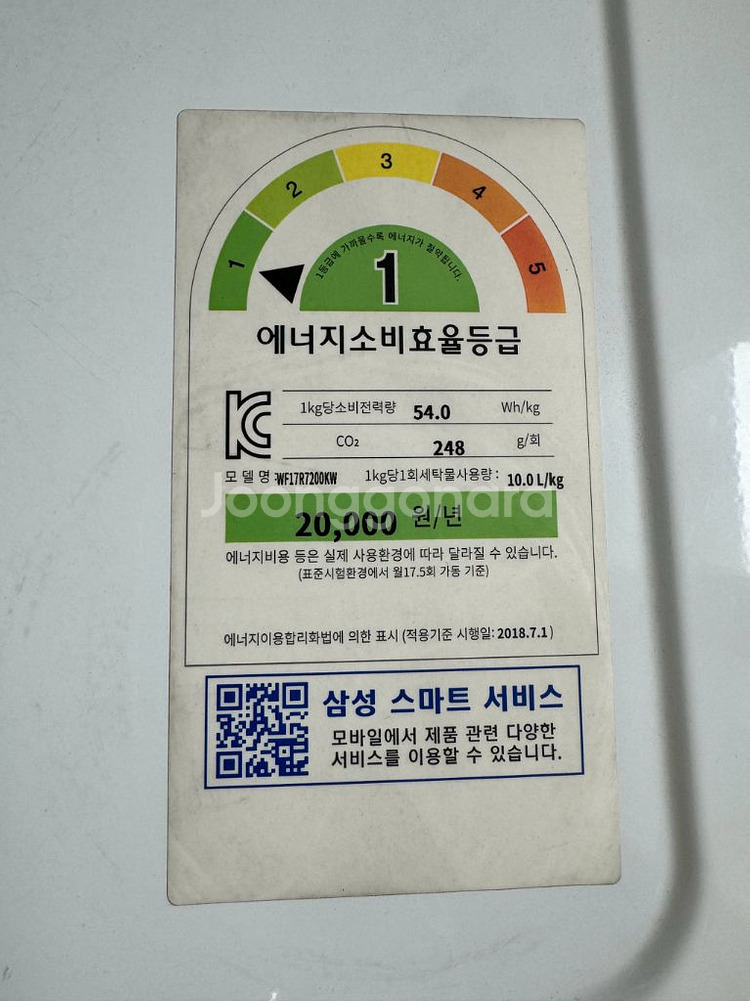 1 2 3 4 5
1등급에 가까울수록 에너지가 절약됩니다.
1
에너지소비효율등급
1kg당소비전력량 54.0 Wh/kg
CO₂ 248 g/회
모 델 명 :WF17R7200KW 1kg당1회세탁물사용량 : 10.0 L/kg
Joonggonara
20,000 원/년
에너지비용 등은 실제 사용환경에 따라 달라질 수 있습니다.
(표준시험환경에서 월17.5회 가동 기준)
에너지이용합리화법에 의한 표시 (적용기준 시행일: 2018.7.1)
삼성 스마트 서비스
모바일에서 제품 관련 다양한
서비스를 이용할 수 있습니다.